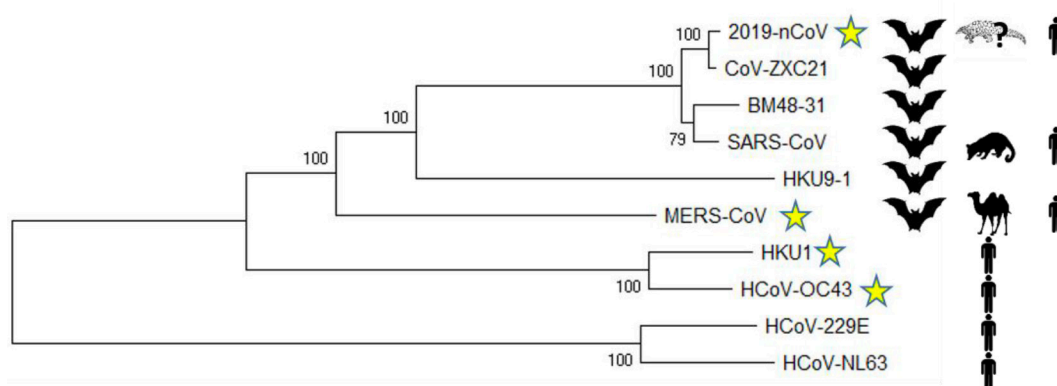 100 2019-nCoV
100 CoV-ZXC21
100 BM48-31
79 SARS-CoV
100 HKU9-1
MERS-CoV
HKU1
100 HCoV-OC43
HCoV-229E
100 HCoV-NL63
?